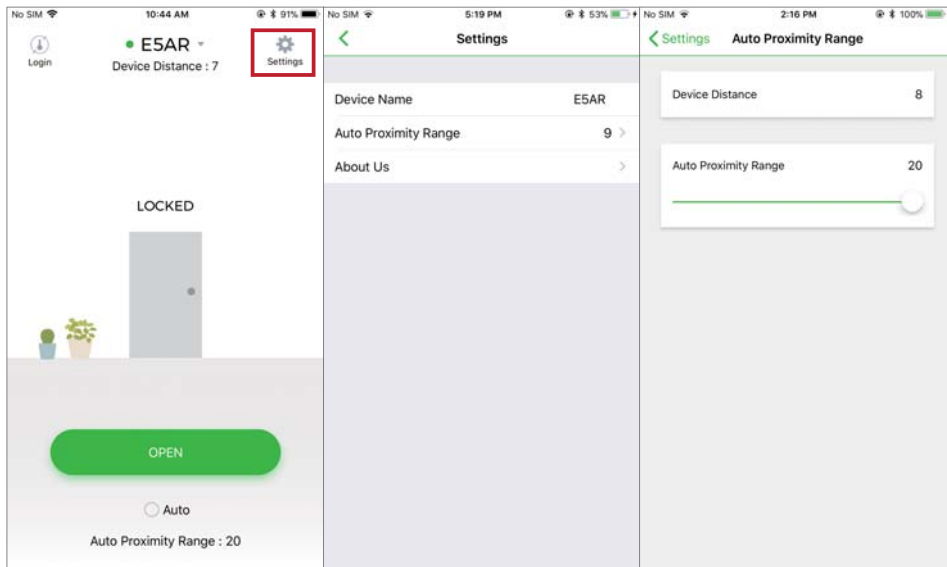 No SIM 10:44 AM 91%
Login
E5AR
Settings
Device Distance : 7
LOCKED
OPEN
Auto
Auto Proximity Range : 20
No SIM 5:19 PM 53%
Settings
Device Name E5AR
Auto Proximity Range 9
About Us
No SIM 2:16 PM 100%
Settings Auto Proximity Range
Device Distance 8
Auto Proximity Range 20